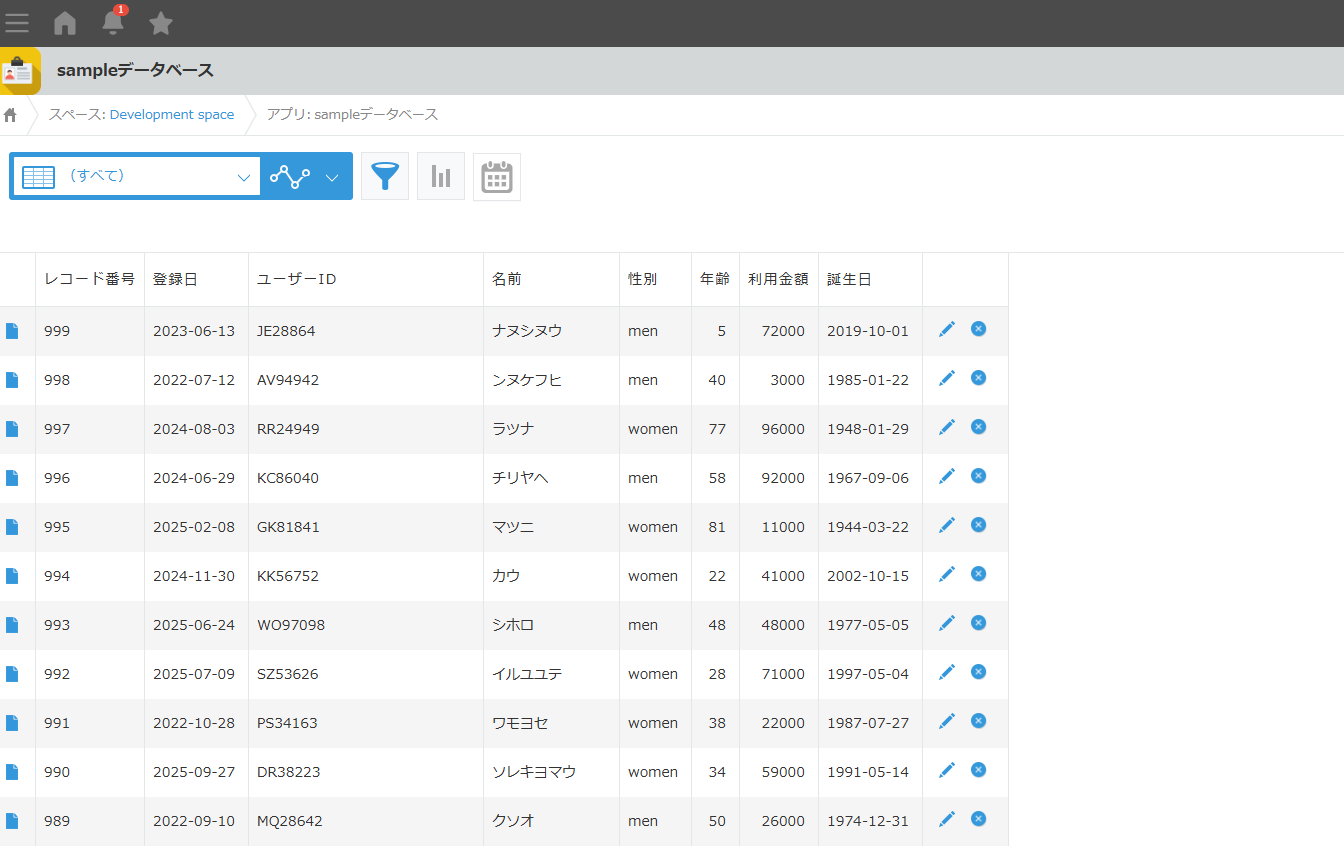 1
sampleデータベース
スペース: Development space アプリ: sampleデータベース
(すべて)
レコード番号 登録日 ユーザーID 名前 性別 年齢 利用金額 誕生日
999 2023-06-13 JE28864 ナヌシヌウ men 5 72000 2019-10-01
998 2022-07-12 AV94942 ンヌケフヒ men 40 3000 1985-01-22
997 2024-08-03 RR24949 ラツナ women 77 96000 1948-01-29
996 2024-06-29 KC86040 チリヤヘ men 58 92000 1967-09-06
995 2025-02-08 GK81841 マツニ women 81 11000 1944-03-22
994 2024-11-30 KK56752 カウ women 22 41000 2002-10-15
993 2025-06-24 WO97098 シホロ men 48 48000 1977-05-05
992 2025-07-09 SZ53626 イルユユテ women 28 71000 1997-05-04
991 2022-10-28 PS34163 ワモヨセ women 38 22000 1987-07-27
990 2025-09-27 DR38223 ソレキヨマウ women 34 59000 1991-05-14
989 2022-09-10 MQ28642 クソオ men 50 26000 1974-12-31